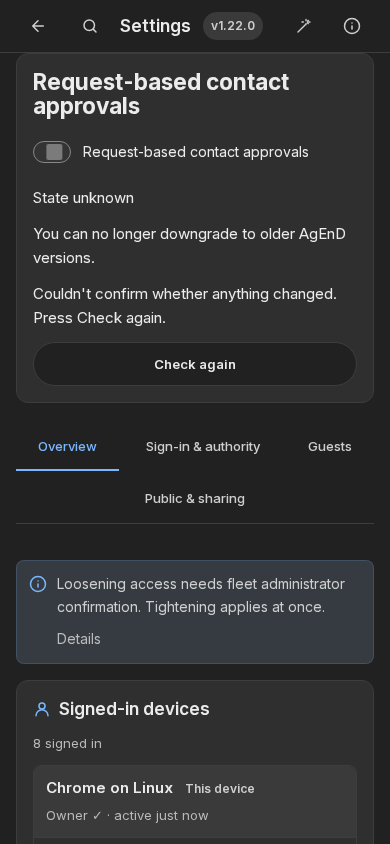 Settings v1.22.0
Request-based contact
approvals
Request-based contact approvals
State unknown
You can no longer downgrade to older AgEnD
versions.
Couldn't confirm whether anything changed.
Press Check again.
Check again
Overview Sign-in & authority Guests
Public & sharing
Loosening access needs fleet administrator
confirmation. Tightening applies at once.
Details
Signed-in devices
8 signed in
Chrome on Linux This device
Owner ✓ · active just now